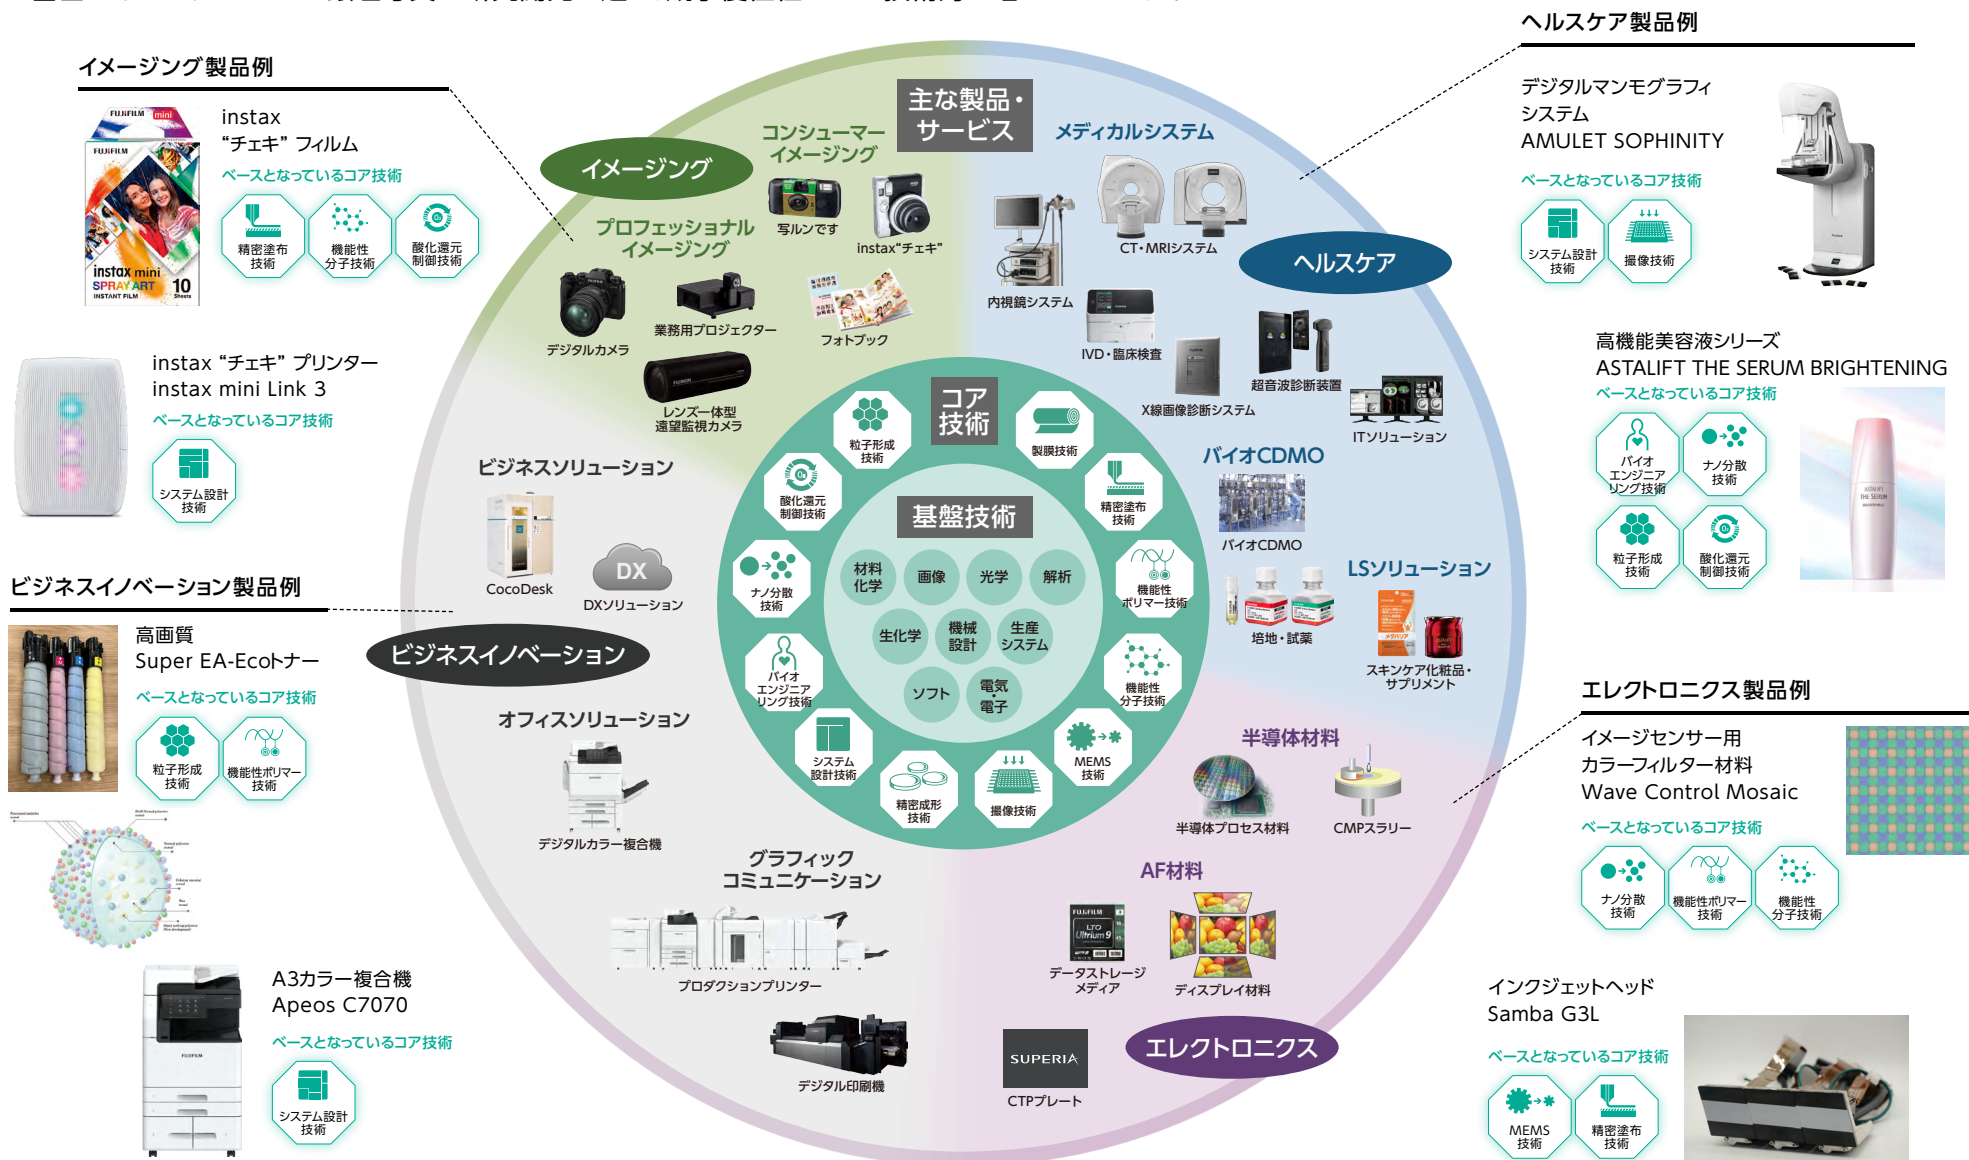 イメージング製品例
FUJIFILM mini
FUJIFILM
instax mini
SPRAY ART
INSTANT FILM
10
Sheets
instax
“チェキ” フィルム
ベースとなっているコア技術
精密塗布
技術
機能性
分子技術
酸化還元
制御技術
instax “チェキ” プリンター
instax mini Link 3
ベースとなっているコア技術
システム設計
技術
ビジネスイノベーション製品例
高画質
Super EA-Ecoトナー
ベースとなっているコア技術
粒子形成
技術
機能性ポリマー
技術
A3カラー複合機
Apeos C7070
ベースとなっているコア技術
システム設計
技術
FUJIFILM
主な製品・
サービス
イメージング
コンシューマー
イメージング
写ルンです
instax“チェキ”
プロフェッショナル
イメージング
デジタルカメラ
業務用プロジェクター
フォトブック
FUJINON
レンズ一体型
遠望監視カメラ
メディカルシステム
内視鏡システム
CT・MRIシステム
ヘルスケア
IVD・臨床検査
X線画像診断システム
超音波診断装置
ITソリューション
バイオCDMO
バイオCDMO
LSソリューション
培地・試薬
メタバリア
ASTALIFT
スキンケア化粧品・
サプリメント
ビジネスソリューション
CocoDesk
DX
DXソリューション
ビジネスイノベーション
オフィスソリューション
デジタルカラー複合機
グラフィック
コミュニケーション
プロダクションプリンター
デジタル印刷機
半導体材料
半導体プロセス材料
CMPスラリー
AF材料
FUJIFILM
LTO
Ultrium 9
データストレージ
メディア
ディスプレイ材料
SUPERIA
CTPプレート
エレクトロニクス
コア
技術
粒子形成
技術
製膜技術
酸化還元
制御技術
精密塗布
技術
ナノ分散
技術
機能性
ポリマー技術
バイオ
エンジニア
リング技術
機能性
分子技術
システム
設計技術
MEMS
技術
精密成形
技術
撮像技術
基盤技術
材料
化学
画像
光学
解析
生化学
機械
設計
生産
システム
ソフト
電気
・
電子
ヘルスケア製品例
デジタルマンモグラフィ
システム
AMULET SOPHINITY
ベースとなっているコア技術
システム設計
技術
撮像技術
高機能美容液シリーズ
ASTALIFT THE SERUM BRIGHTENING
ベースとなっているコア技術
バイオ
エンジニア
リング技術
ナノ分散
技術
粒子形成
技術
酸化還元
制御技術
ASTALIFT
THE SERUM
BRIGHTENING
エレクトロニクス製品例
イメージセンサー用
カラーフィルター材料
Wave Control Mosaic
ベースとなっているコア技術
ナノ分散
技術
機能性ポリマー
技術
機能性
分子技術
インクジェットヘッド
Samba G3L
ベースとなっているコア技術
MEMS
技術
精密塗布
技術